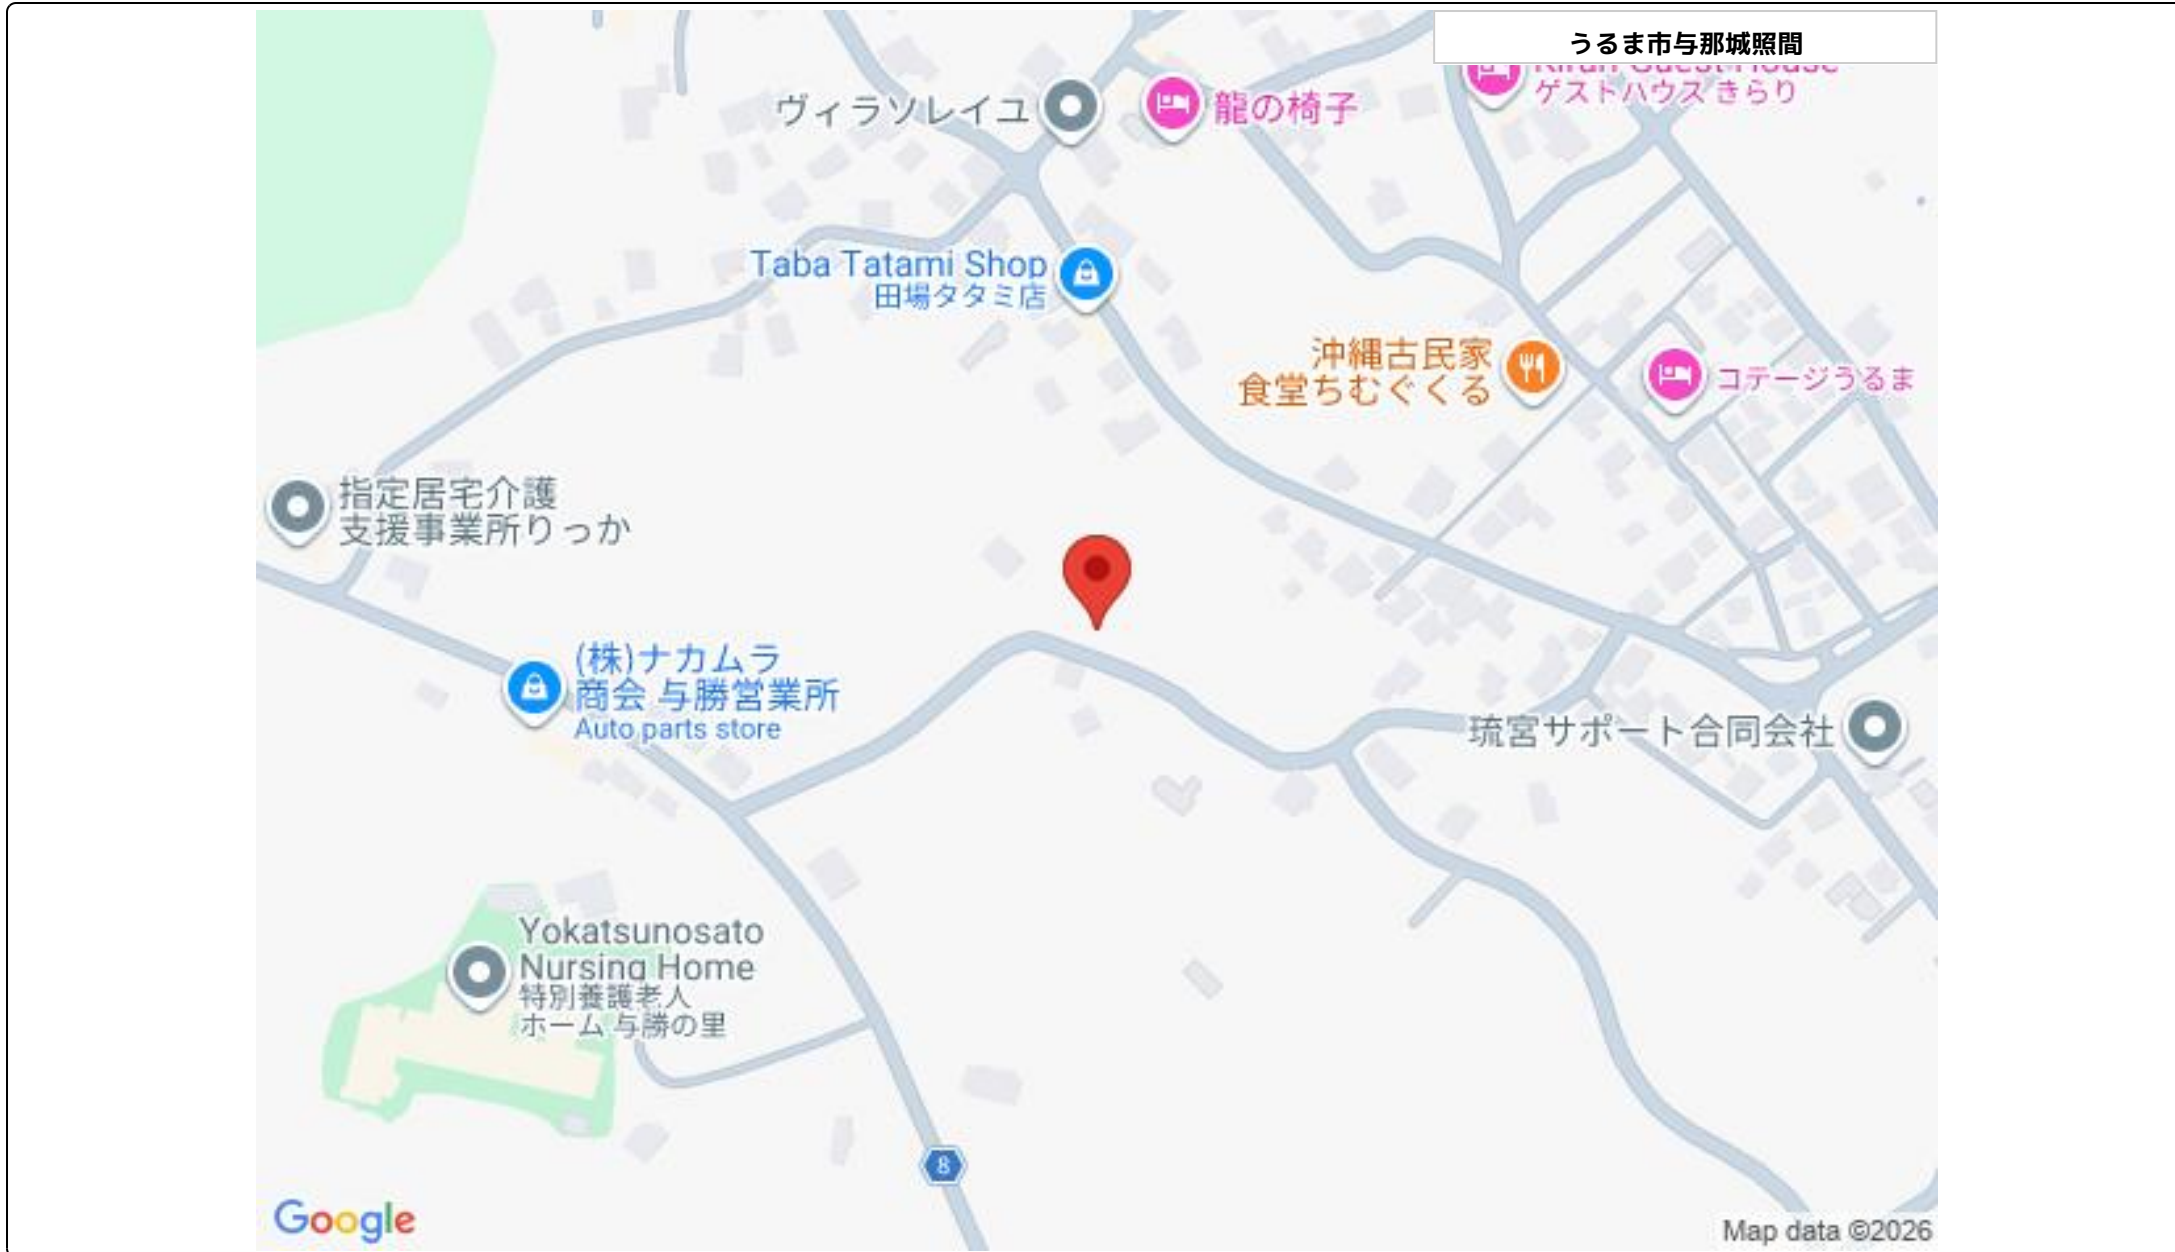 うるま市与那城照間
ゲストハウス きらり
ヴィラソレイユ
龍の椅子
Taba Tatami Shop
田場タタミ店
沖縄古民家
食堂ちむぐくる
コテージうるま
指定居宅介護
支援事業所りっか
(株)ナカムラ
商会 与勝営業所
Auto parts store
琉宮サポート合同会社
Yokatsunosato
Nursing Home
特別養護老人
ホーム 与勝の里
8
Google
Map data ©2026